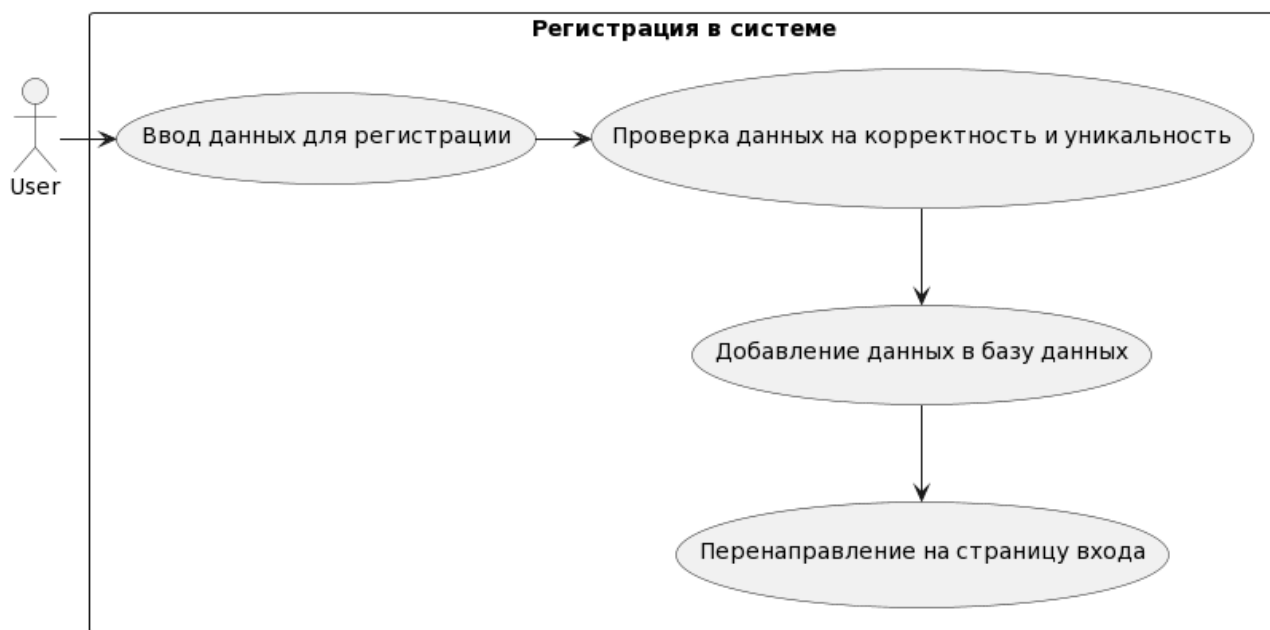 Регистрация в системе
User
Ввод данных для регистрации
Проверка данных на корректность и уникальность
Добавление данных в базу данных
Перенаправление на страницу входа